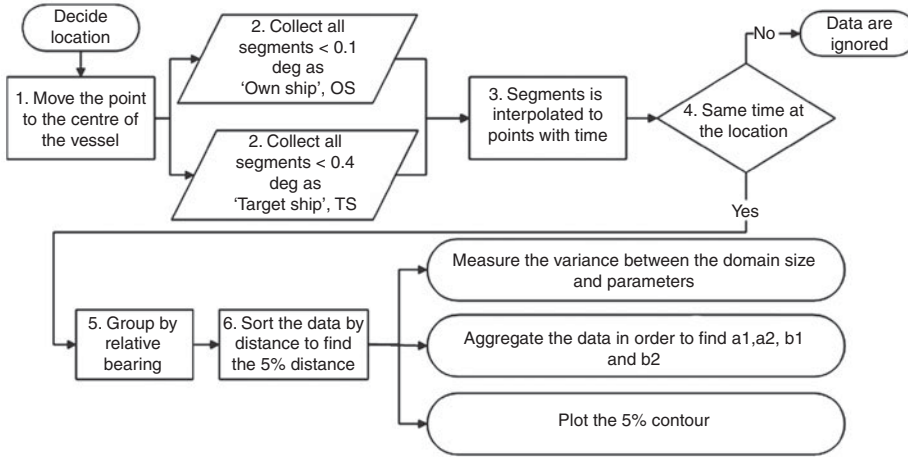 Decide
location
1. Move the point
to the centre of
the vessel
2. Collect all
segments < 0.1
deg as
‘Own ship’, OS
2. Collect all
segments < 0.4
deg as
‘Target ship’, TS
3. Segments is
interpolated to
points with time
4. Same time at
the location
No
Data are
ignored
Yes
5. Group by
relative
bearing
6. Sort the data by
distance to find
the 5% distance
Measure the variance between the domain size
and parameters
Aggregate the data in order to find a1,a2, b1
and b2
Plot the 5% contour